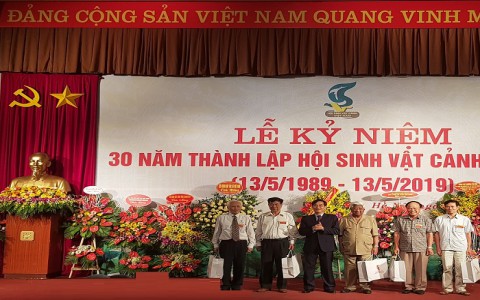 ĐẢNG CỘNG SẢN VIỆT NAM QUANG VINH M
LỄ KỶ NIỆM
30 NĂM THÀNH LẬP HỘI SINH VẬT CẢNH
(13/5/1989 - 13/5/2019)